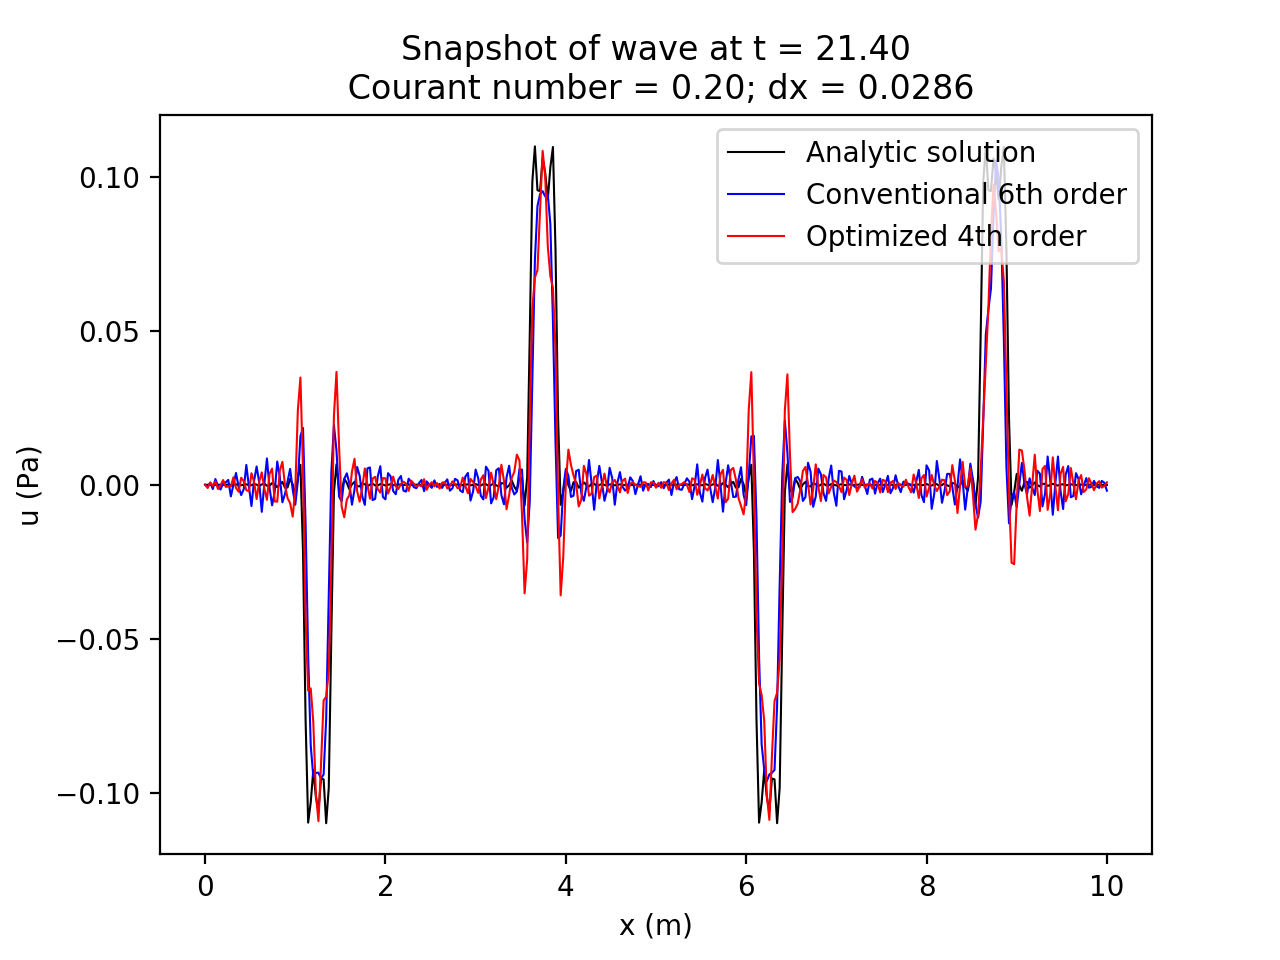 Snapshot of wave at t = 21.40
Courant number = 0.20; dx = 0.0286
Analytic solution
Conventional 6th order
Optimized 4th order
0.10
0.05
0.00
−0.05
−0.10
u (Pa)
0 2 4 6 8 10
x (m)